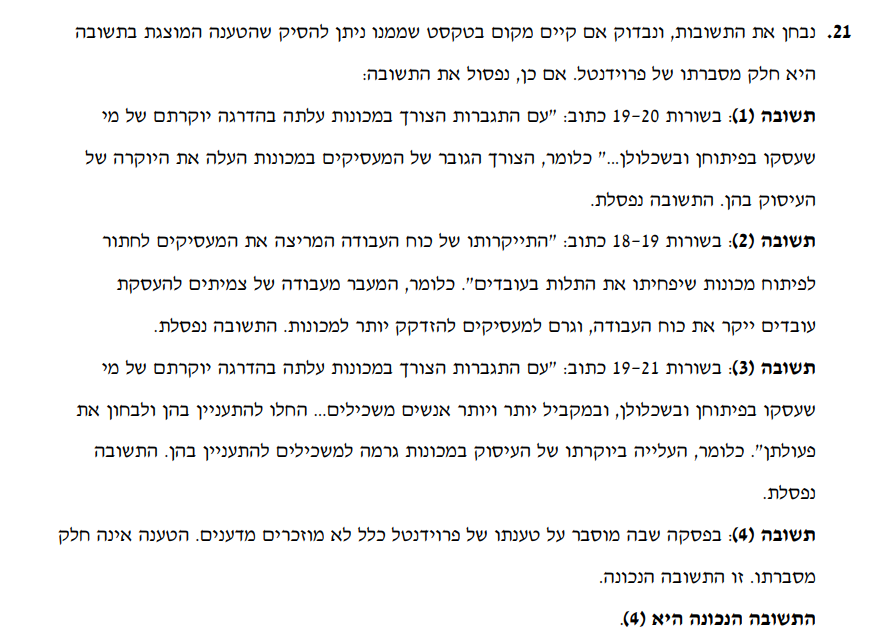 21. נבחן את התשובות, ונבדוק אם קיים מקום בטקסט שממנו ניתן להסיק שהטענה המוצגת בתשובה
היא חלק מסברתו של פרוידנטל. אם כן, נפסול את התשובה:
תשובה (1): בשורות 19-20 כתוב: "עם התגברות הצורך במכונות עלתה בהדרגה יוקרתם של מי
שעסקו בפיתוחן ובשכלולן..." כלומר, הצורך הגובר של המעסיקים במכונות העלה את היוקרה של
העיסוק בהן. התשובה נפסלת.
תשובה (2): בשורות 18-19 כתוב: "התייקרותו של כוח העבודה המריצה את המעסיקים לחתור
לפיתוח מכונות שיפחיתו את התלות בעובדים". כלומר, המעבר מעבודה של צמיתים להעסקת
עובדים ייקר את כוח העבודה, וגרם למעסיקים להזדקק יותר למכונות. התשובה נפסלת.
תשובה (3): בשורות 19-21 כתוב: "עם התגברות הצורך במכונות עלתה בהדרגה יוקרתם של מי
שעסקו בפיתוחן ובשכלולן, ובמקביל יותר ויותר אנשים משכילים... החלו להתעניין בהן ולבחון את
פעולתן". כלומר, העלייה ביוקרתו של העיסוק במכונות גרמה למשכילים להתעניין בהן. התשובה
נפסלת.
תשובה (4): בפסקה שבה מוסבר על טענתו של פרוידנטל כלל לא מוזכרים מדענים. הטענה אינה חלק
מסברתו. זו התשובה הנכונה.
התשובה הנכונה היא (4).